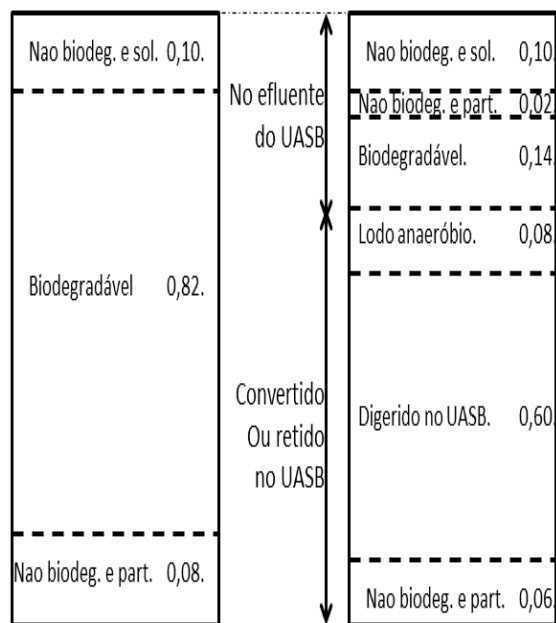 Nao biodeg. e sol. 0,10.
Biodegradável 0,82.
Nao biodeg. e part. 0,08.
No efluente
do UASB
Convertido
Ou retido
no UASB
Nao biodeg. e sol. 0,10.
Nao biodeg. e part. 0,02.
Biodegradável. 0,14.
Lodo anaeróbio. 0,08.
Digerido no UASB. 0,60.
Nao biodeg. e part. 0,06.